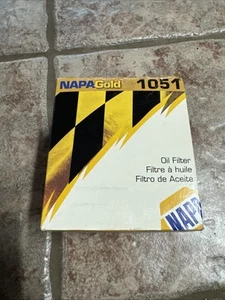 NAPAGold 1051
Oil Filter
Filtre à huile
Filtro de Aceite
NAPA